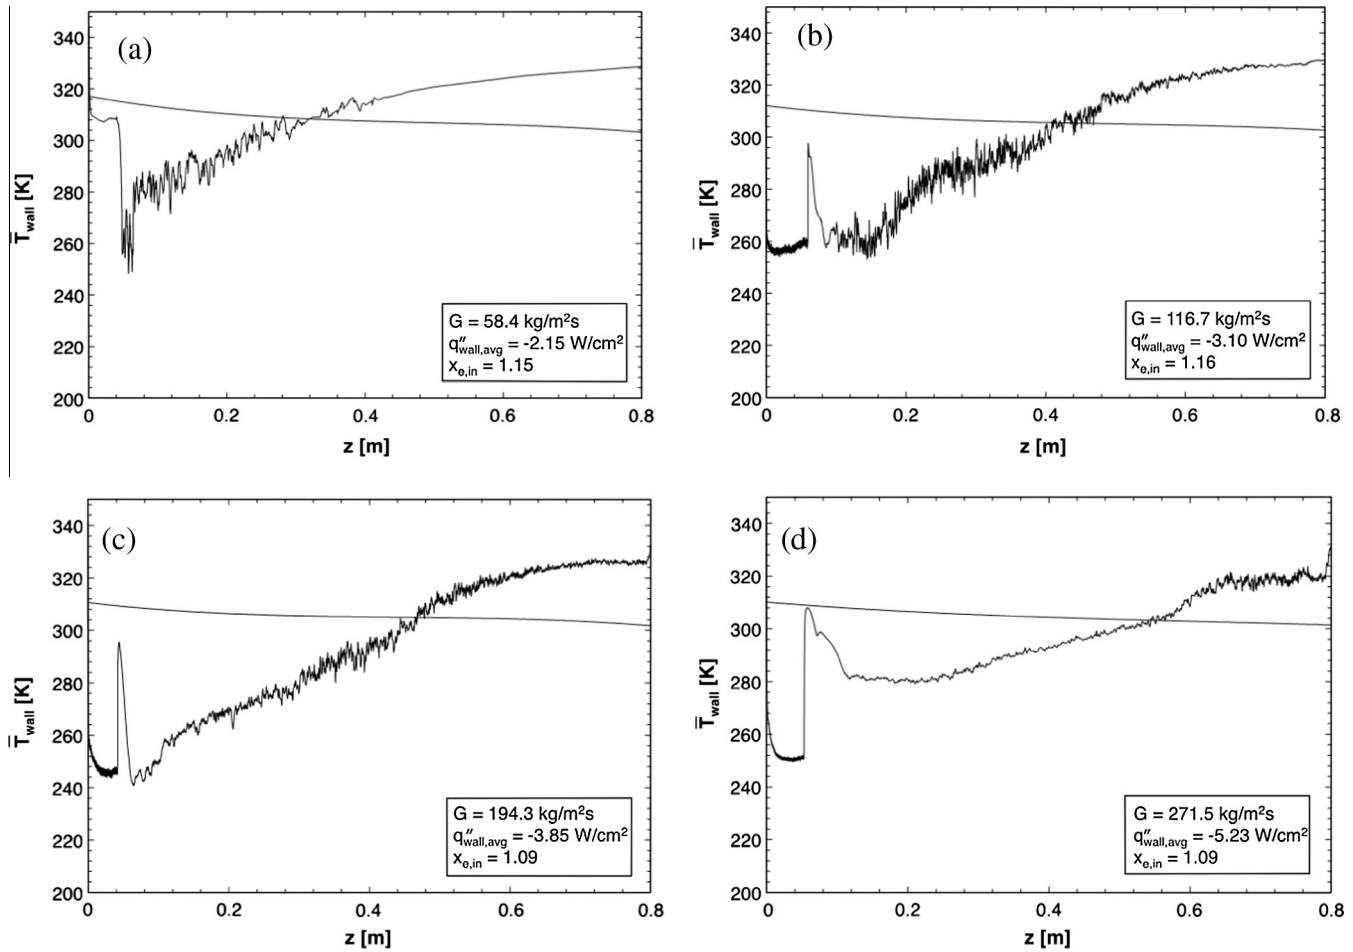 (a)
340
320
300
280
260
240
220
200
T̅wall [K]
G = 58.4 kg/m²s
q″wall,avg = -2.15 W/cm²
xe,in = 1.15
0 0.2 0.4 0.6 0.8
z [m]
(b)
340
320
300
280
260
240
220
200
T̅wall [K]
G = 116.7 kg/m²s
q″wall,avg = -3.10 W/cm²
xe,in = 1.16
0 0.2 0.4 0.6 0.8
z [m]
(c)
340
320
300
280
260
240
220
200
T̅wall [K]
G = 194.3 kg/m²s
q″wall,avg = -3.85 W/cm²
xe,in = 1.09
0 0.2 0.4 0.6 0.8
z [m]
(d)
340
320
300
280
260
240
220
200
T̅wall [K]
G = 271.5 kg/m²s
q″wall,avg = -5.23 W/cm²
xe,in = 1.09
0 0.2 0.4 0.6 0.8
z [m]